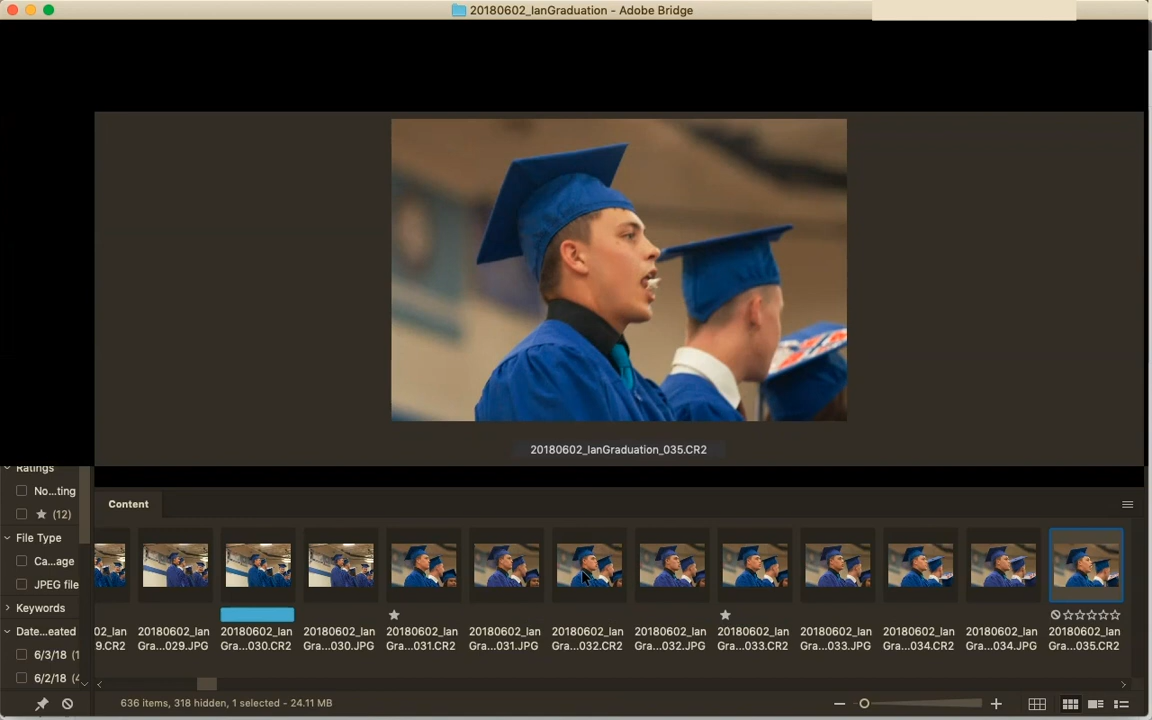 20180602_IanGraduation - Adobe Bridge
20180602_IanGraduation_035.CR2
Ratings
No...ting
(12)
File Type
Ca...age
JPEG file
Keywords
Date...eated
6/3/18 (1
6/2/18 (4
Content
02_Ian
9.CR2
20180602_Ian
Gra...029.JPG
20180602_Ian
Gra...030.CR2
20180602_Ian
Gra...030.JPG
20180602_Ian
Gra...031.CR2
20180602_Ian
Gra...031.JPG
20180602_Ian
Gra...032.CR2
20180602_Ian
Gra...032.JPG
20180602_Ian
Gra...033.CR2
20180602_Ian
Gra...033.JPG
20180602_Ian
Gra...034.CR2
20180602_Ian
Gra...034.JPG
20180602_Ian
Gra...035.CR2
636 items, 318 hidden, 1 selected - 24.11 MB